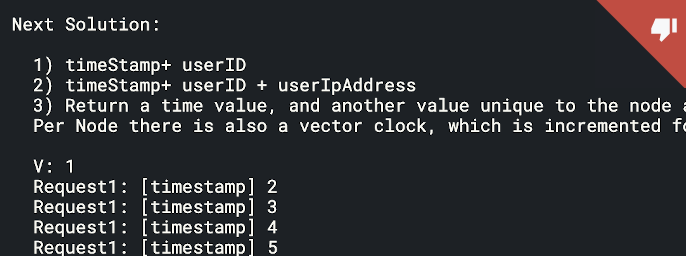 Next Solution:
1) timeStamp+ userID
2) timeStamp+ userID + userIpAddress
3) Return a time value, and another value unique to the node
Per Node there is also a vector clock, which is incremented
V: 1
Request1: [timestamp] 2
Request1: [timestamp] 3
Request1: [timestamp] 4
Request1: [timestamp] 5